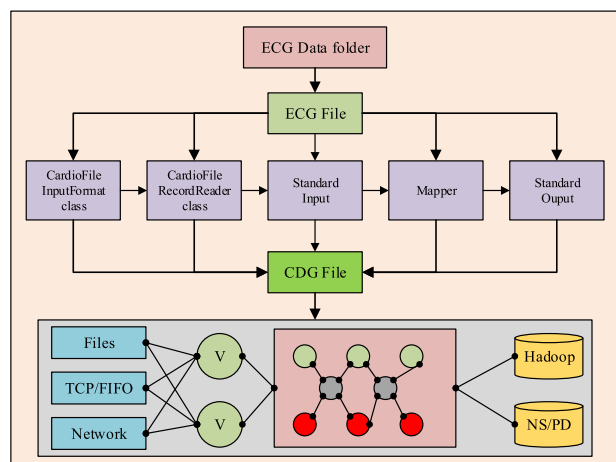 ECG Data folder
ECG File
CardioFile
InputFormat
class
CardioFile
RecordReader
class
Standard
Input
Mapper
Standard
Ouput
CDG File
Files
TCP/FIFO
Network
V
V
Hadoop
NS/PD